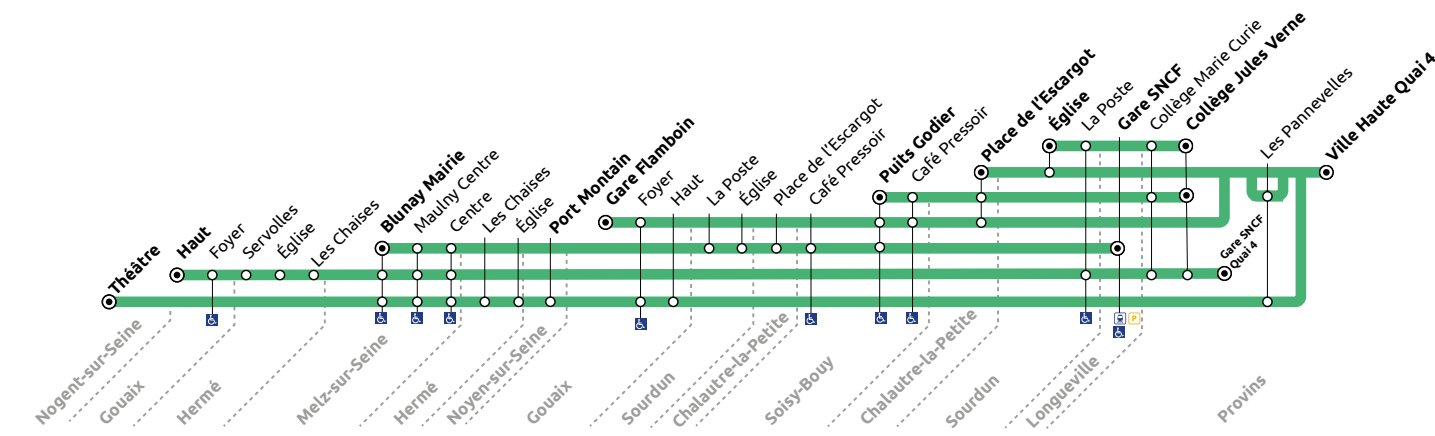 Théâtre
Haut
Foyer
Servolles
Église
Les Chaises
Blunay Mairie
Maulny Centre
Centre
Les Chaises
Église
Port Montain
Gare Flamboin
Foyer
Haut
La Poste
Église
Place de l'Escargot
Café Pressoir
Puits Godier
Café Pressoir
Place de l'Escargot
Église
La Poste
Gare SNCF
Collège Marie Curie
Collège Jules Verne
Les Pannevelles
Ville Haute Quai 4
Gare SNCF
Quai 4
P
Nogent-sur-Seine
Gouaix
Hermé
Melz-sur-Seine
Hermé
Noyen-sur-Seine
Gouaix
Sourdun
Chalautre-la-Petite
Soisy-Bouy
Chalautre-la-Petite
Sourdun
Longueville
Provins